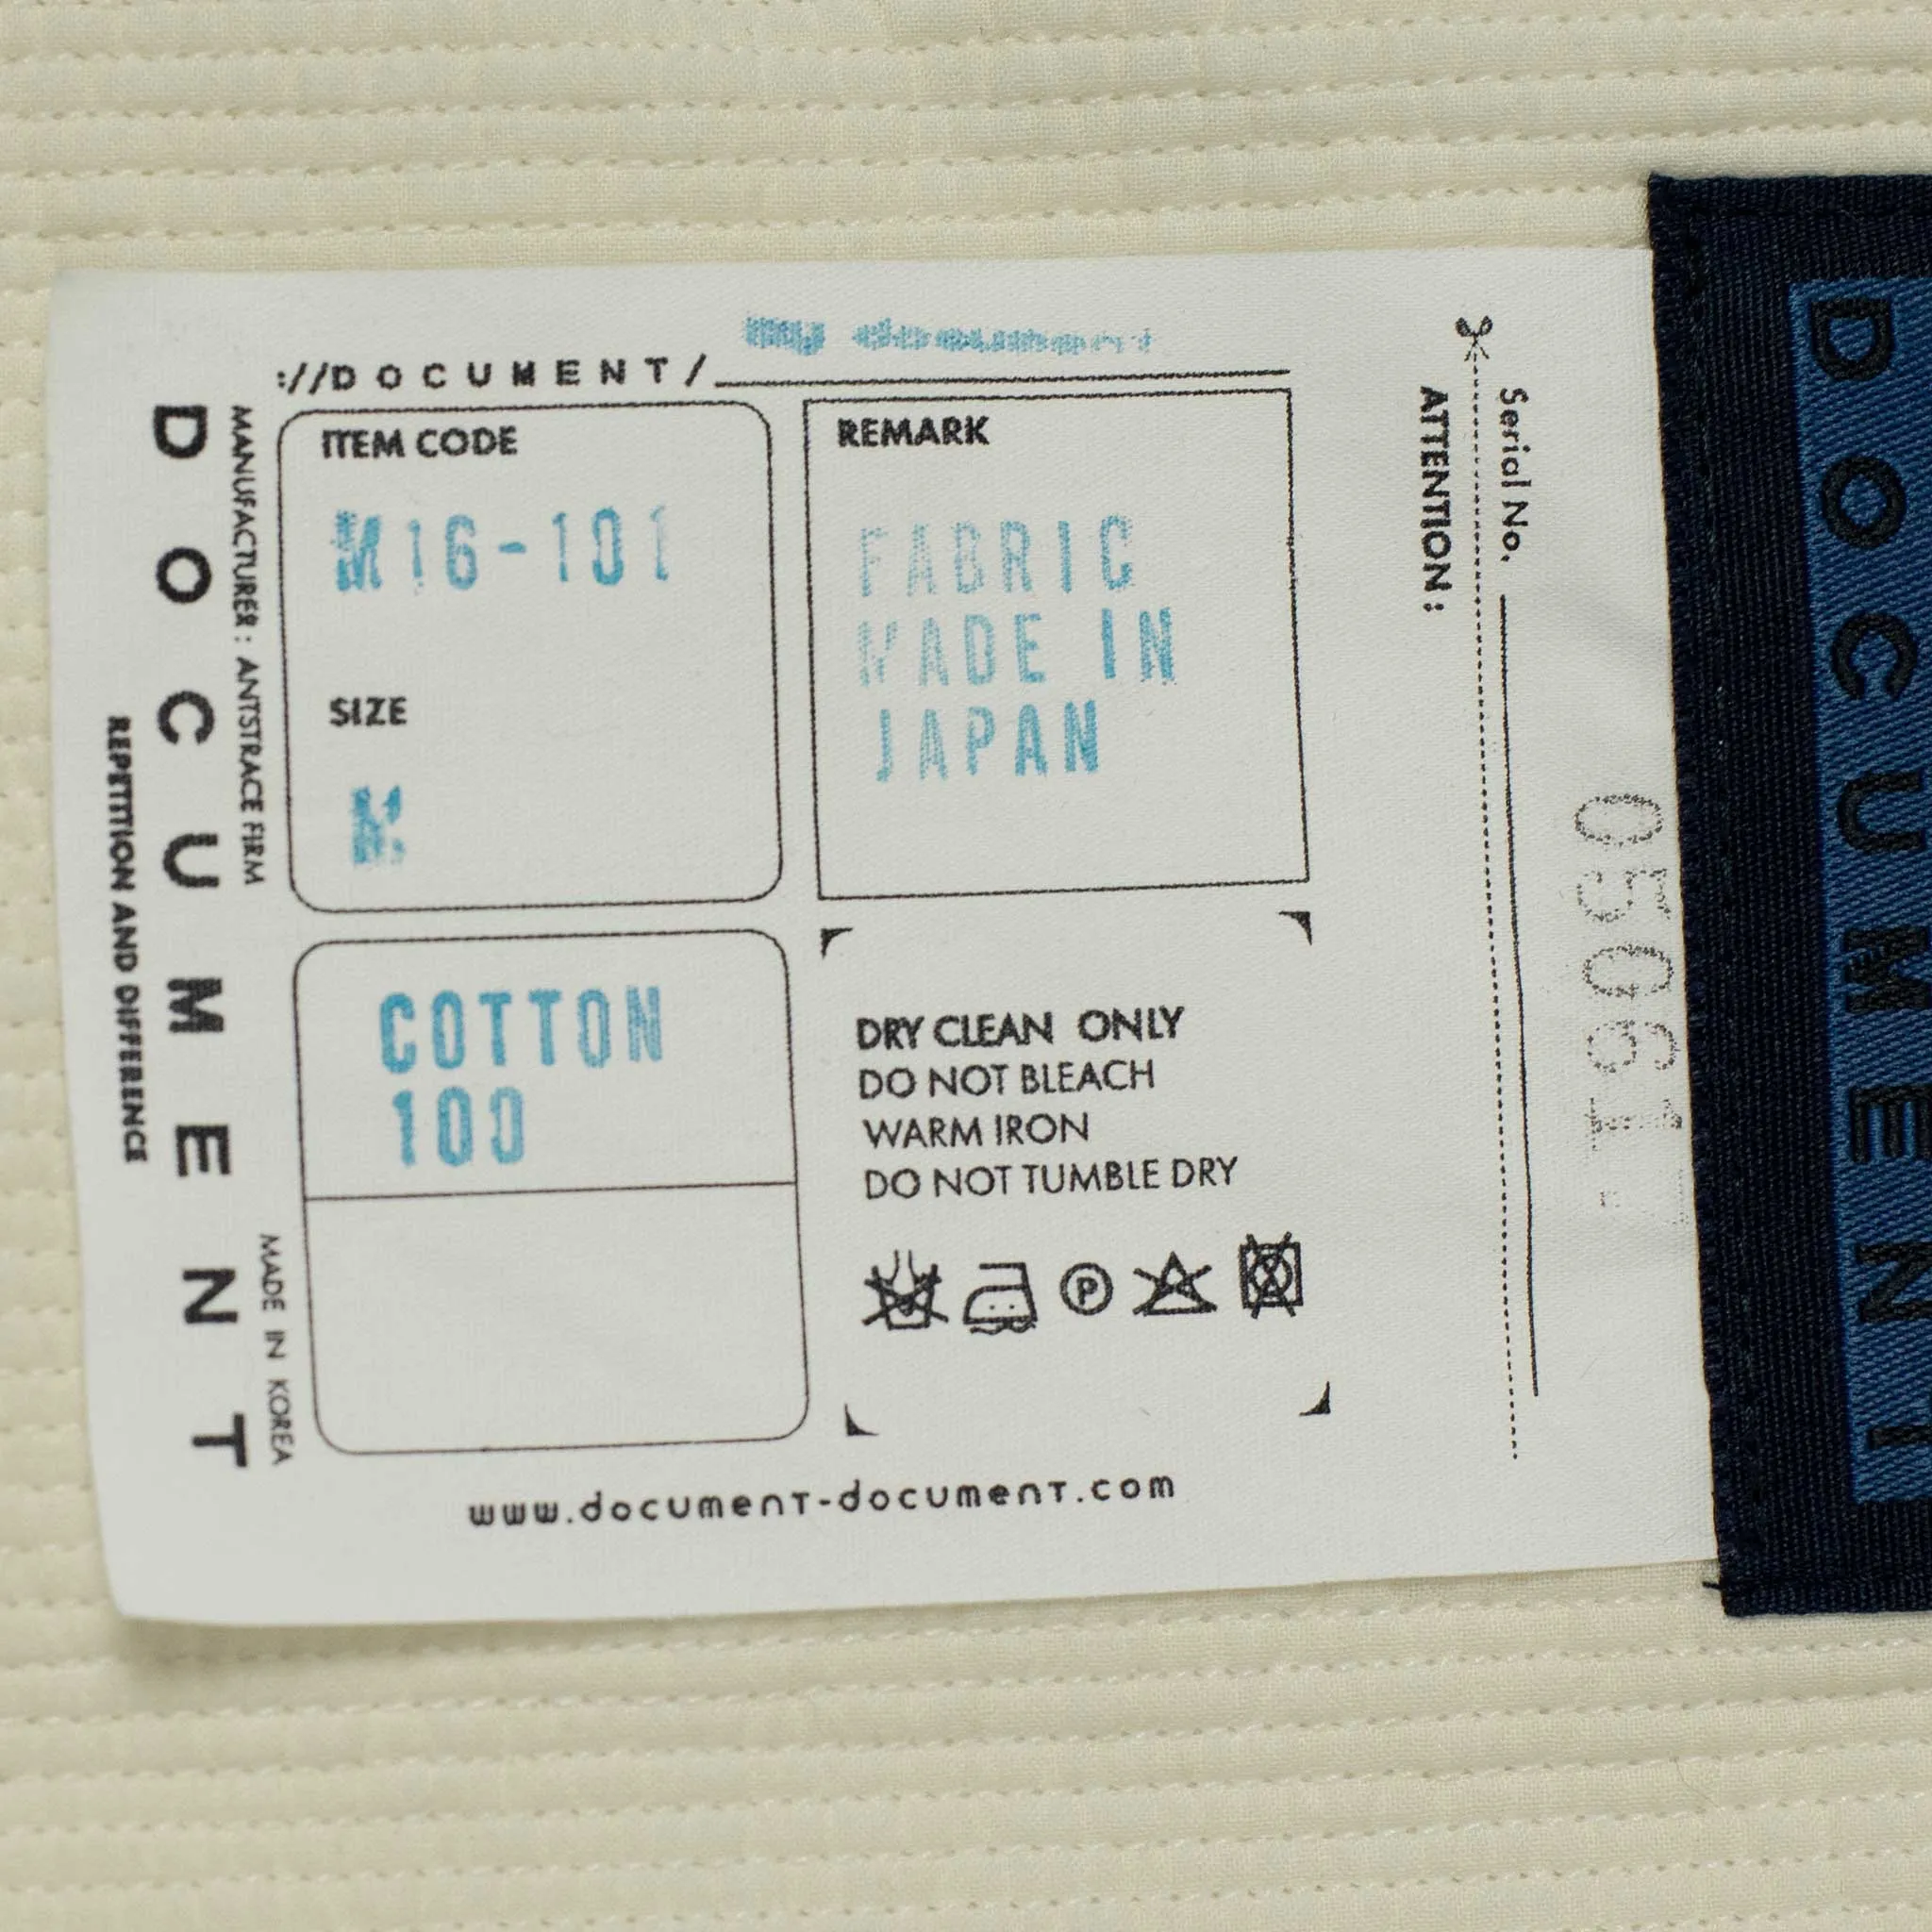 my document
://DOCUMENT/
ITEM CODE
M16-101
SIZE
M
REMARK
FABRIC
MADE IN
JAPAN
COTTON
100
DRY CLEAN ONLY
DO NOT BLEACH
WARM IRON
DO NOT TUMBLE DRY
P
www.document-document.com
MANUFACTURER : ANTSTRACE FIRM
MADE IN KOREA
DOCUMENT
REPETITION AND DIFFERENCE
ATTENTION :
Serial No.
DOCUMENT